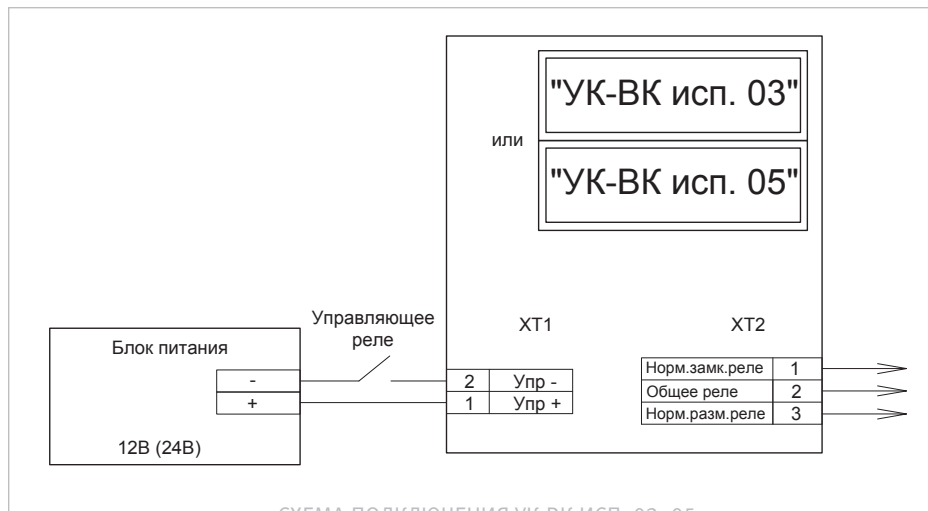 "УК-ВК исп. 03"
или
"УК-ВК исп. 05"
Управляющее
реле
XT1
XT2
Блок питания
-
+
12В (24В)
2 Упр -
1 Упр +
Норм.замк.реле 1
Общее реле 2
Норм.разм.реле 3